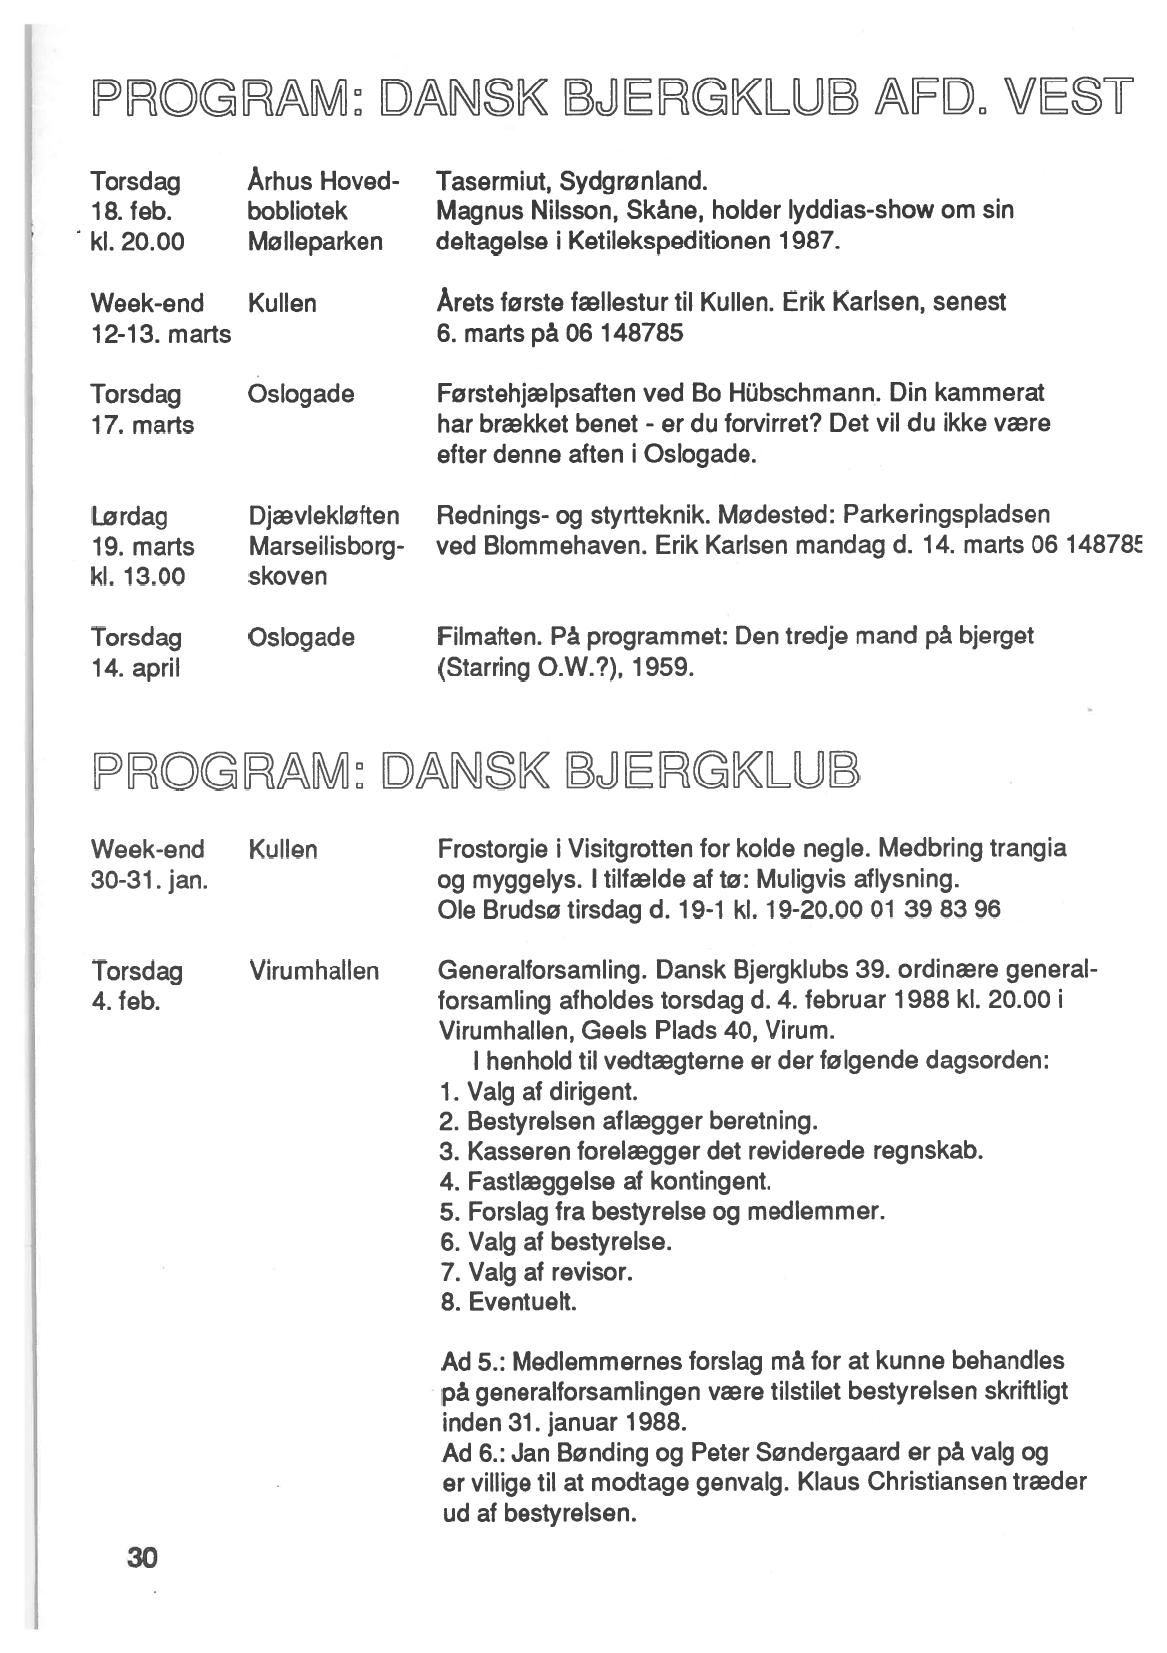 PROGRAM: DANSK BJERGKLUB AFD. VEST
Torsdag Århus Hoved- Tasermiut, Sydgrønland.
18. feb. bobliotek Magnus Nilsson, Skåne, holder lyddias-show om sin
kl. 20.00 Mølleparken deltagelse i Ketilekspeditionen 1987.
Week-end Kullen Årets første fællestur til Kullen. Erik Karlsen, senest
12-13. marts 6. marts på 06 148785
Torsdag Oslogade Førstehjælpsaften ved Bo Hübschmann. Din kammerat
17. marts har brækket benet - er du forvirret? Det vil du ikke være
efter denne aften i Oslogade.
Lørdag Djævlekløften Rednings- og styrtteknik. Mødested: Parkeringspladsen
19. marts Marseilisborg- ved Blommehaven. Erik Karlsen mandag d. 14. marts 06 148785
kl. 13.00 skoven
Torsdag Oslogade Filmaften. På programmet: Den tredje mand på bjerget
14. april (Starring O.W.?), 1959.
PROGRAM: DANSK BJERGKLUB
Week-end Kullen Frostorgie i Visitgrotten for kolde negle. Medbring trangia
30-31. jan. og myggelys. I tilfælde af tø: Muligvis aflysning.
Ole Brudsø tirsdag d. 19-1 kl. 19-20.00 01 39 83 96
Torsdag Virumhallen Generalforsamling. Dansk Bjergklubs 39. ordinære general-
4. feb. forsamling afholdes torsdag d. 4. februar 1988 kl. 20.00 i
Virumhallen, Geels Plads 40, Virum.
I henhold til vedtægterne er der følgende dagsorden:
1. Valg af dirigent.
2. Bestyrelsen aflægger beretning.
3. Kasseren forelægger det reviderede regnskab.
4. Fastlæggelse af kontingent.
5. Forslag fra bestyrelse og medlemmer.
6. Valg af bestyrelse.
7. Valg af revisor.
8. Eventuelt.
Ad 5.: Medlemmernes forslag må for at kunne behandles
på generalforsamlingen være tilstilet bestyrelsen skriftligt
inden 31. januar 1988.
Ad 6.: Jan Bønding og Peter Søndergaard er på valg og
er villige til at modtage genvalg. Klaus Christiansen træder
ud af bestyrelsen.
30